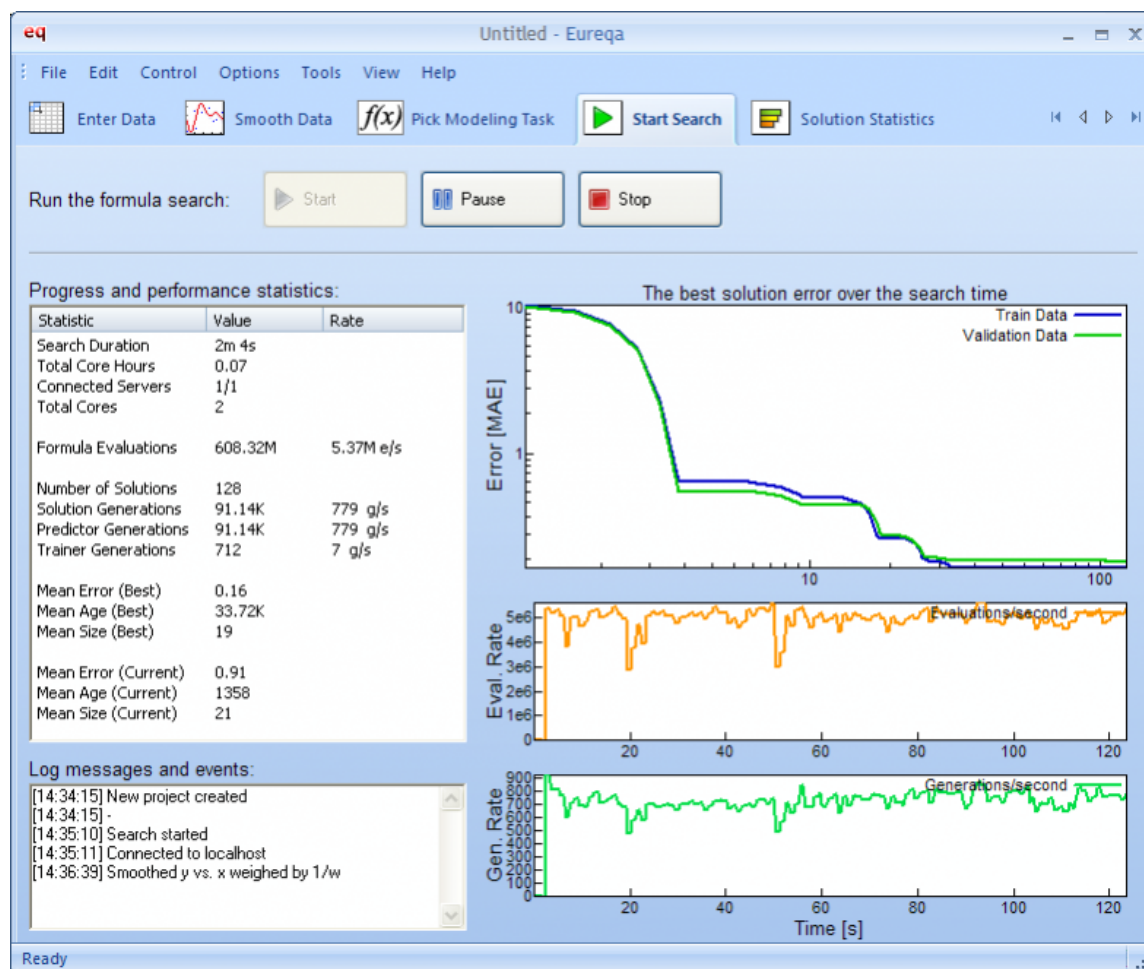 eq Untitled - Eureqa
File Edit Control Options Tools View Help
Enter Data Smooth Data f(x) Pick Modeling Task Start Search Solution Statistics
Run the formula search: Start Pause Stop
Progress and performance statistics:
Statistic Value Rate
Search Duration 2m 4s
Total Core Hours 0.07
Connected Servers 1/1
Total Cores 2
Formula Evaluations 608.32M 5.37M e/s
Number of Solutions 128
Solution Generations 91.14K 779 g/s
Predictor Generations 91.14K 779 g/s
Trainer Generations 712 7 g/s
Mean Error (Best) 0.16
Mean Age (Best) 33.72K
Mean Size (Best) 19
Mean Error (Current) 0.91
Mean Age (Current) 1358
Mean Size (Current) 21
Log messages and events:
[14:34:15] New project created
[14:34:15] -
[14:35:10] Search started
[14:35:11] Connected to localhost
[14:36:39] Smoothed y vs. x weighed by 1/w
The best solution error over the search time
Train Data
Validation Data
Error [MAE]
10
1
10 100
Evaluations/second
Eval. Rate
5e6
4e6
3e6
2e6
1e6
0
20 40 60 80 100 120
Generations/second
Gen. Rate
900
800
700
600
500
400
300
200
100
0
20 40 60 80 100 120
Time [s]
Ready